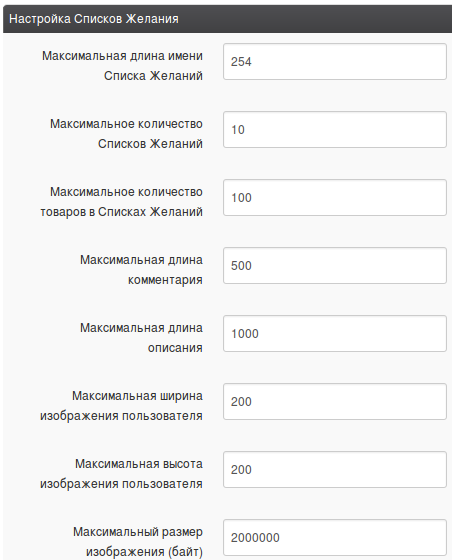 Настройка Списков Желания
Максимальная длина имени
Списка Желаний
254
Максимальное количество
Списков Желаний
10
Максимальное количество
товаров в Списках Желаний
100
Максимальная длина
комментария
500
Максимальная длина
описания
1000
Максимальная ширина
изображения пользователя
200
Максимальная высота
изображения пользователя
200
Максимальный размер
изображения (байт)
2000000